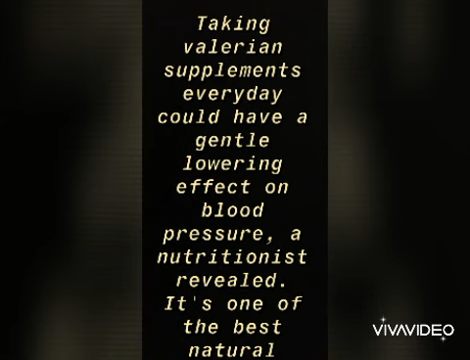 Taking
valerian
supplements
everyday
could have a
gentle
lowering
effect on
blood
pressure, a
nutritionist
revealed.
It's one of
the best
natural
VIVAVIDEO